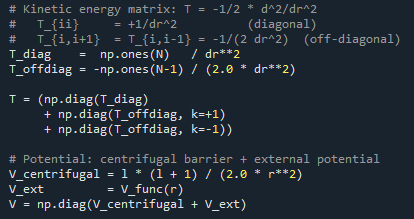 # Kinetic energy matrix: T = -1/2 * d^2/dr^2
#   T_{ii}     = +1/dr^2             (diagonal)
#   T_{i,i+1}  = T_{i,i-1} = -1/(2 dr^2)  (off-diagonal)
T_diag     =  np.ones(N)   / dr**2
T_offdiag = -np.ones(N-1) / (2.0 * dr**2)

T = (np.diag(T_diag)
     + np.diag(T_offdiag, k=+1)
     + np.diag(T_offdiag, k=-1))

# Potential: centrifugal barrier + external potential
V_centrifugal = l * (l + 1) / (2.0 * r**2)
V_ext         = V_func(r)
V = np.diag(V_centrifugal + V_ext)